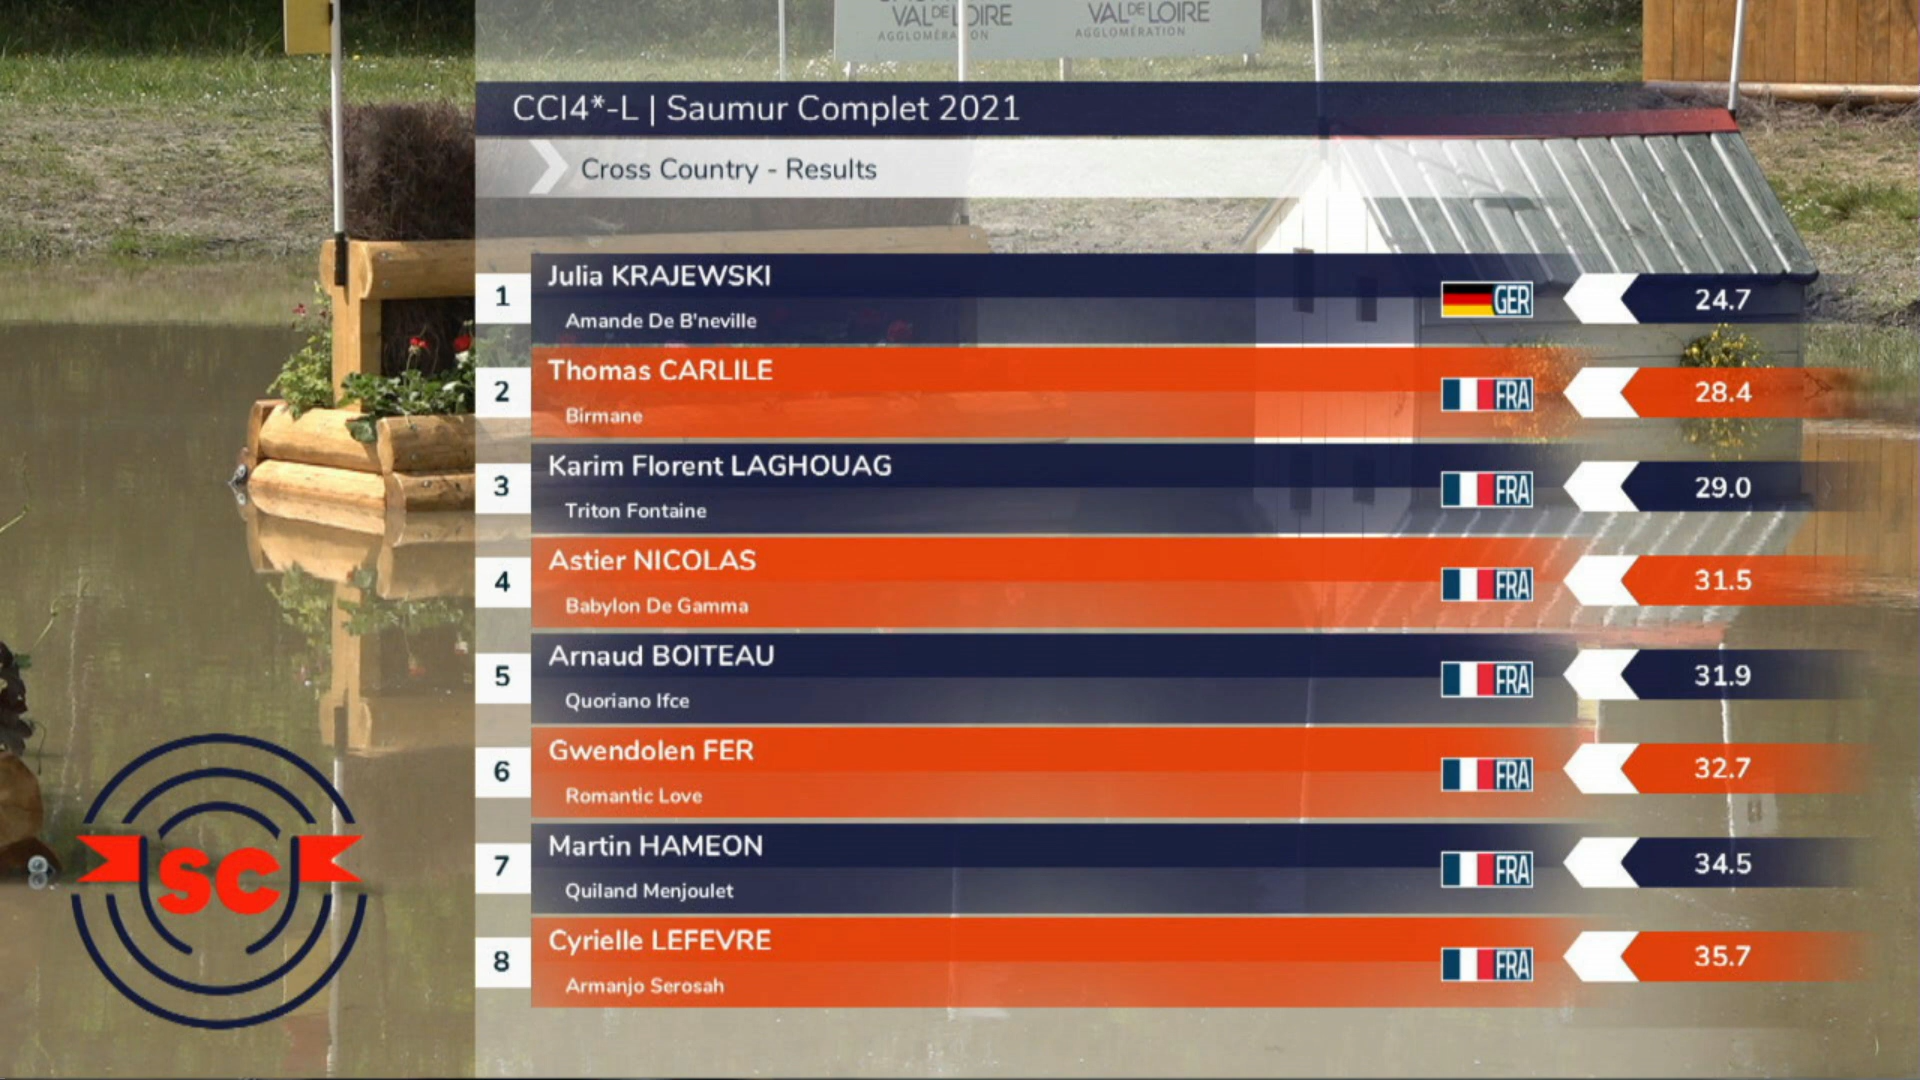 VAL DE LOIRE
AGGLOMÉRATION
VAL DE LOIRE
AGGLOMÉRATION
CCI4*-L | Saumur Complet 2021
Cross Country - Results
1 Julia KRAJEWSKI GER 24.7
Amande De B'neville
2 Thomas CARLILE FRA 28.4
Birmane
3 Karim Florent LAGHOUAG FRA 29.0
Triton Fontaine
4 Astier NICOLAS FRA 31.5
Babylon De Gamma
5 Arnaud BOITEAU FRA 31.9
Quoriano Ifce
6 Gwendolen FER FRA 32.7
Romantic Love
7 Martin HAMEON FRA 34.5
Quiland Menjoulet
8 Cyrielle LEFEVRE FRA 35.7
Armanjo Serosah
SC